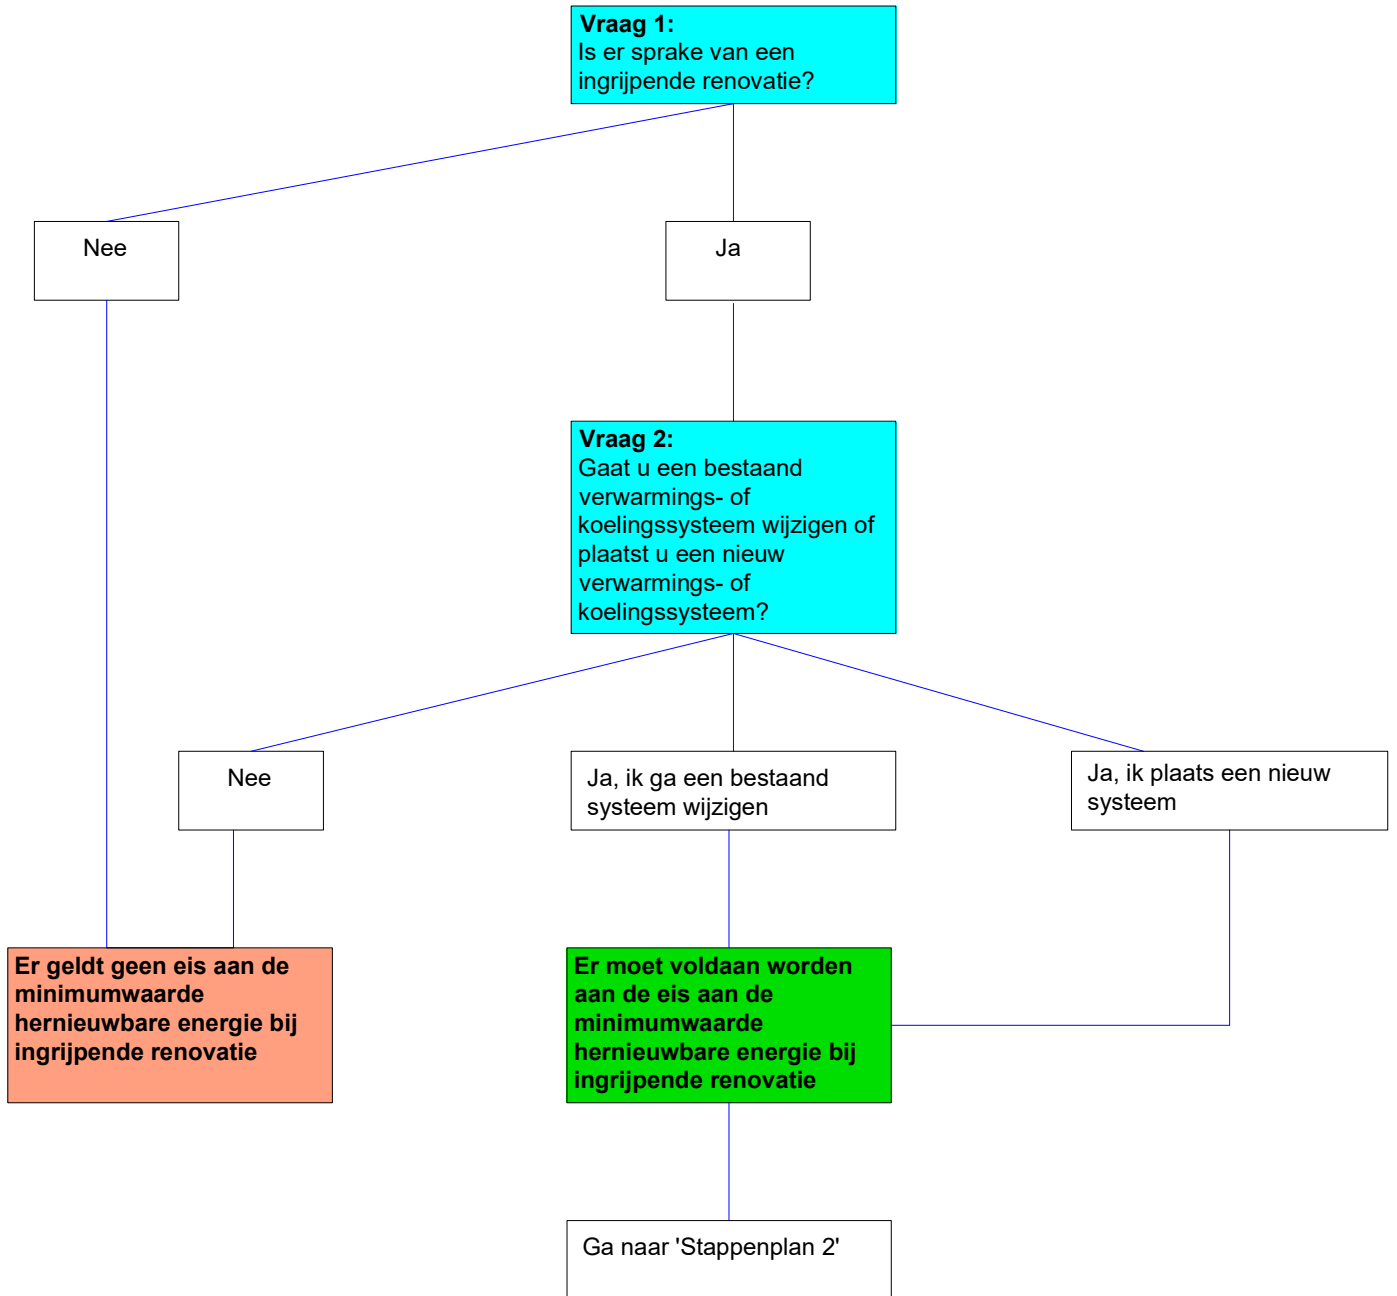 Vraag 1:
Is er sprake van een
ingrijpende renovatie?
Nee
Ja
Vraag 2:
Gaat u een bestaand
verwarmings- of
koelingssysteem wijzigen of
plaatst u een nieuw
verwarmings- of
koelingssysteem?
Nee
Ja, ik ga een bestaand
systeem wijzigen
Ja, ik plaats een nieuw
systeem
Er geldt geen eis aan de
minimumwaarde
hernieuwbare energie bij
ingrijpende renovatie
Er moet voldaan worden
aan de eis aan de
minimumwaarde
hernieuwbare energie bij
ingrijpende renovatie
Ga naar 'Stappenplan 2'